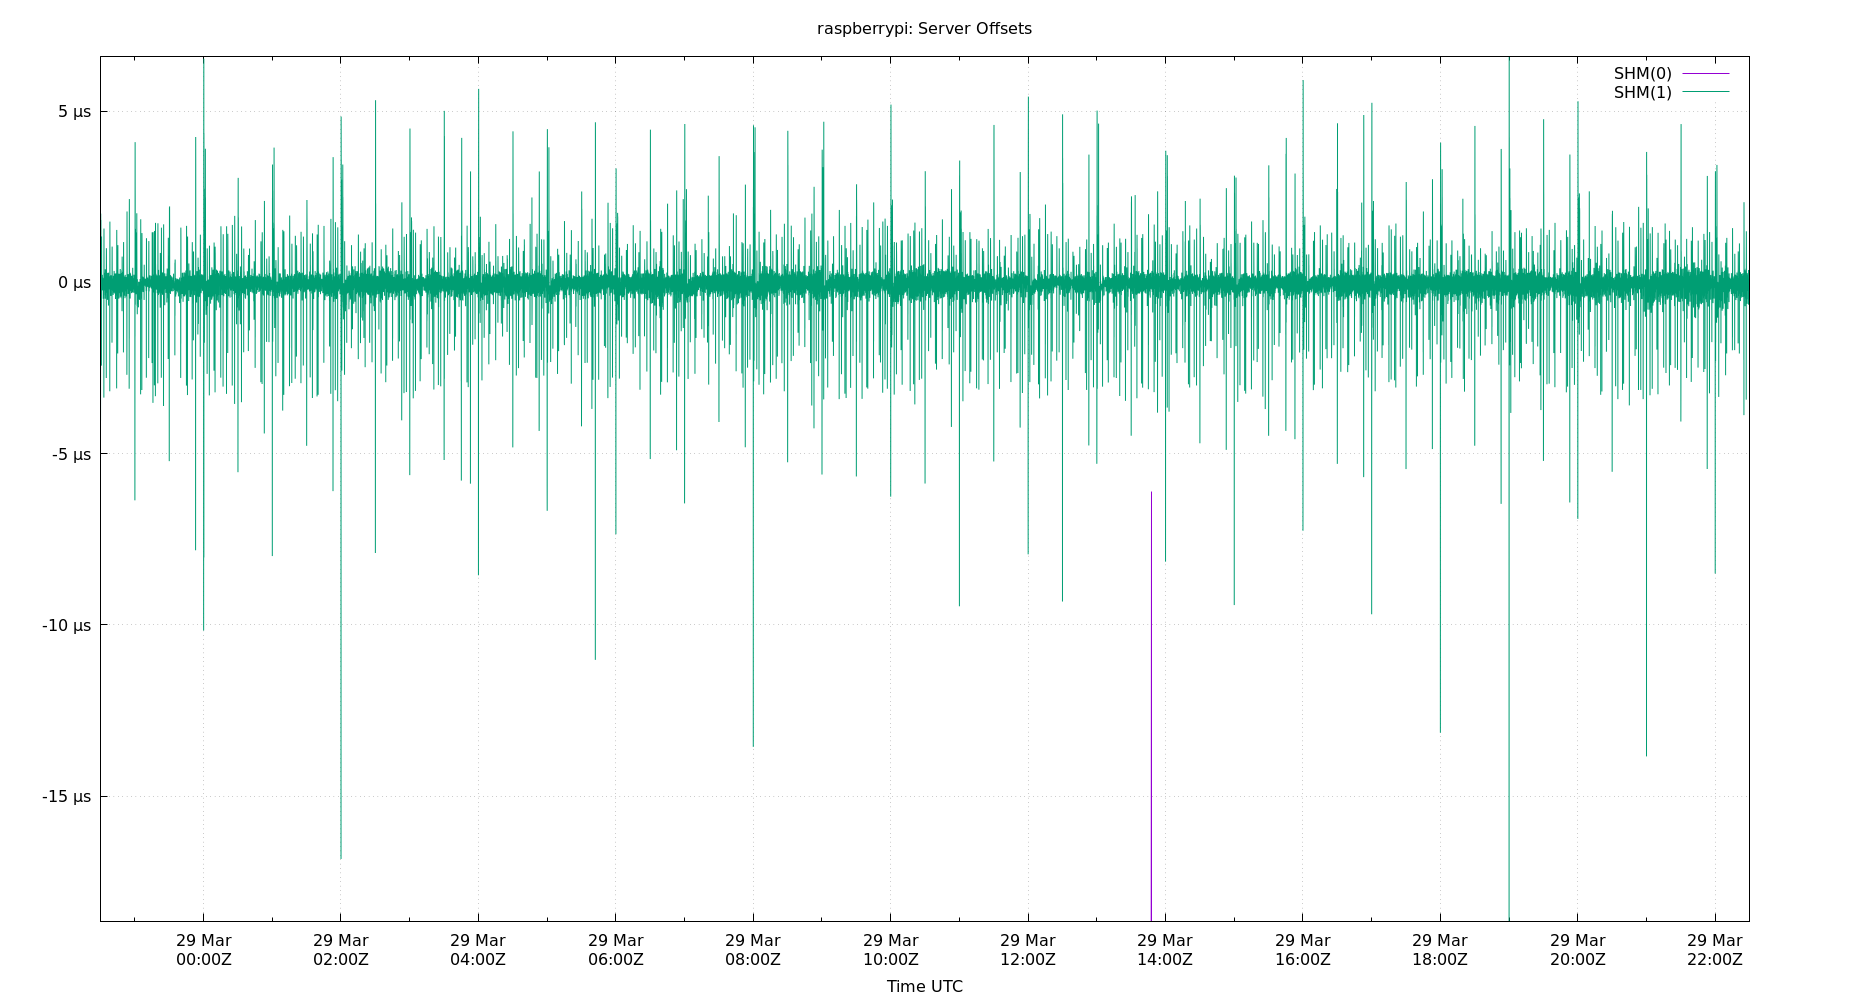 raspberrypi: Server Offsets
SHM(0)
SHM(1)
5 µs
0 µs
-5 µs
-10 µs
-15 µs
29 Mar 29 Mar 29 Mar 29 Mar 29 Mar 29 Mar 29 Mar 29 Mar 29 Mar 29 Mar 29 Mar 29 Mar
00:00Z 02:00Z 04:00Z 06:00Z 08:00Z 10:00Z 12:00Z 14:00Z 16:00Z 18:00Z 20:00Z 22:00Z
Time UTC